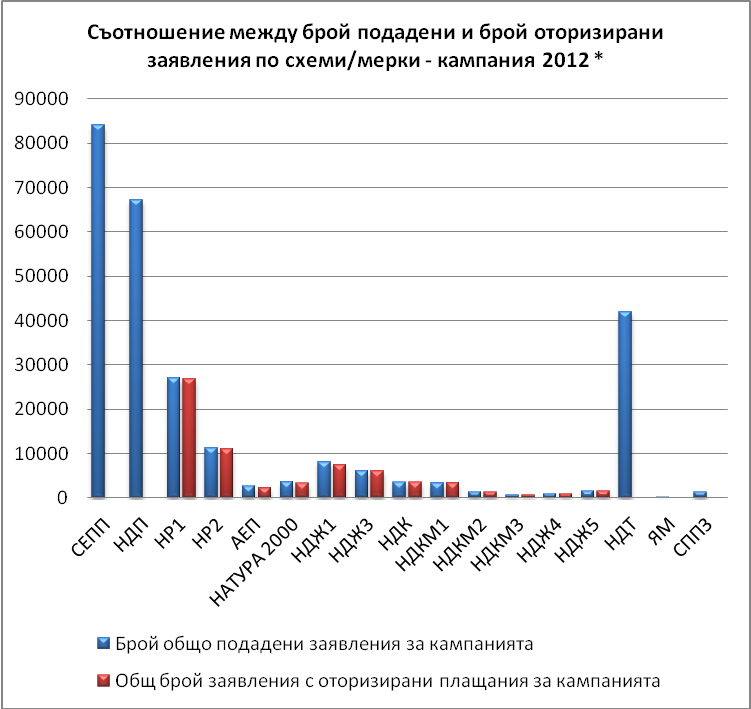 Съотношение между брой подадени и брой оторизирани
заявления по схеми/мерки - кампания 2012 *
90000
80000
70000
60000
50000
40000
30000
20000
10000
0
СЕПП
НДП
НР1
НР2
АЕП
НАТУРА 2000
НДЖ1
НДЖ3
НДК
НДКМ1
НДКМ2
НДКМ3
НДЖ4
НДЖ5
НДТ
ЯМ
СППЗ
Брой общо подадени заявления за кампанията
Общ брой заявления с оторизирани плащания за кампанията